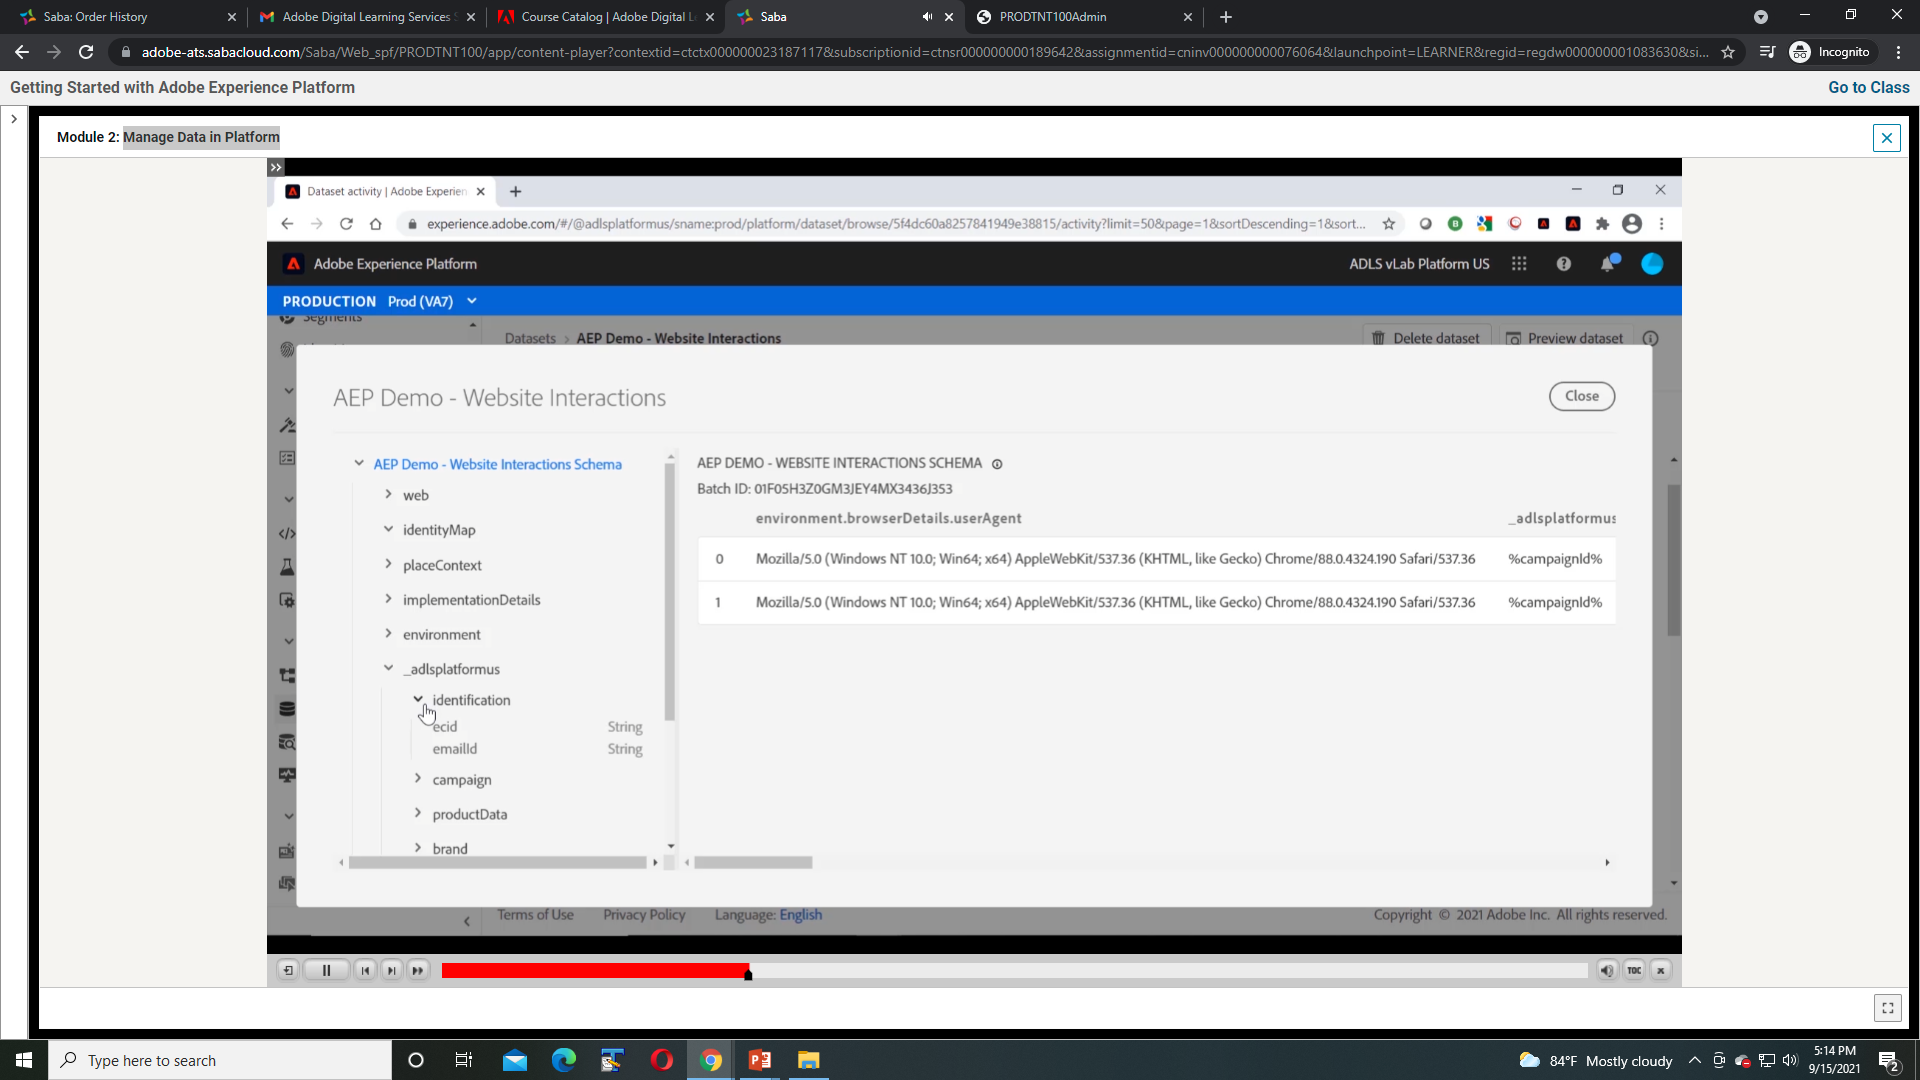 Saba: Order History
Adobe Digital Learning Services S
Course Catalog | Adobe Digital L
Saba
PRODTNT100Admin
adobe-ats.sabacloud.com/Saba/Web_spf/PRODTNT100/app/content-player?contextid=ctctx000000023187117&subscriptionid=ctnsr000000000189642&assignmentid=cninv000000000076064&launchpoint=LEARNER&regid=regdw000000001083630&si...
Incognito
Getting Started with Adobe Experience Platform
Go to Class
Module 2: Manage Data in Platform
Dataset activity | Adobe Experien
experience.adobe.com/#/@adlsplatformus/sname:prod/platform/dataset/browse/5f4dc60a8257841949e38815/activity?limit=50&page=1&sortDescending=1&sort...
Adobe Experience Platform
ADLS vLab Platform US
PRODUCTION Prod (VA7)
Segments
Datasets > AEP Demo - Website Interactions
Delete dataset
Preview dataset
AEP Demo - Website Interactions
Close
AEP Demo - Website Interactions Schema
web
identityMap
placeContext
implementationDetails
environment
_adlsplatformus
identification
ecid String
emailId String
campaign
productData
brand
AEP DEMO - WEBSITE INTERACTIONS SCHEMA
Batch ID: 01F05H3Z0GM3JEY4MX3436J353
environment.browserDetails.userAgent _adlsplatformus
0 Mozilla/5.0 (Windows NT 10.0; Win64; x64) AppleWebKit/537.36 (KHTML, like Gecko) Chrome/88.0.4324.190 Safari/537.36 %campaignId%
1 Mozilla/5.0 (Windows NT 10.0; Win64; x64) AppleWebKit/537.36 (KHTML, like Gecko) Chrome/88.0.4324.190 Safari/537.36 %campaignId%
Terms of Use
Privacy Policy
Language: English
Copyright © 2021 Adobe Inc. All rights reserved.
TOC
Type here to search
84°F Mostly cloudy
5:14 PM
9/15/2021
2